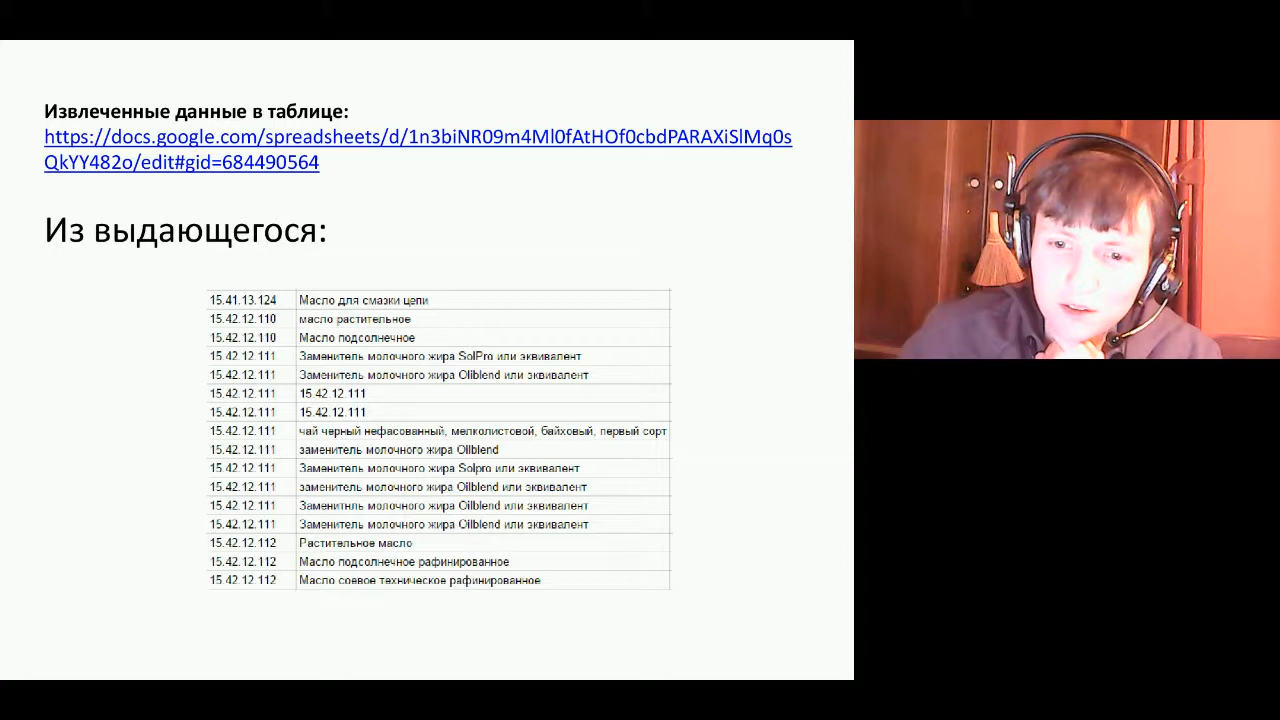 Извлеченные данные в таблице:
https://docs.google.com/spreadsheets/d/1n3biNR09m4Ml0fAtHOf0cbdPARAXiSlMq0s
QkYY482o/edit#gid=684490564
Из выдающегося:
15.41.13.124 Масло для смазки цепи
15.42.12.110 масло растительное
15.42.12.110 Масло подсолнечное
15.42.12.111 Заменитель молочного жира SolPro или эквивалент
15.42.12.111 Заменитель молочного жира Oliblend или эквивалент
15.42.12.111 15.42.12.111
15.42.12.111 15.42.12.111
15.42.12.111 чай черный нефасованный, мелколистовой, байховый, первый сорт
15.42.12.111 заменитель молочного жира Oilblend
15.42.12.111 Заменитель молочного жира Solpro или эквивалент
15.42.12.111 заменитель молочного жира Oilblend или эквивалент
15.42.12.111 Заменитнль молочного жира Oilblend или эквивалент
15.42.12.111 Заменитель молочного жира Oilblend или эквивалент
15.42.12.112 Растительное масло
15.42.12.112 Масло подсолнечное рафинированное
15.42.12.112 Масло соевое техническое рафинированное